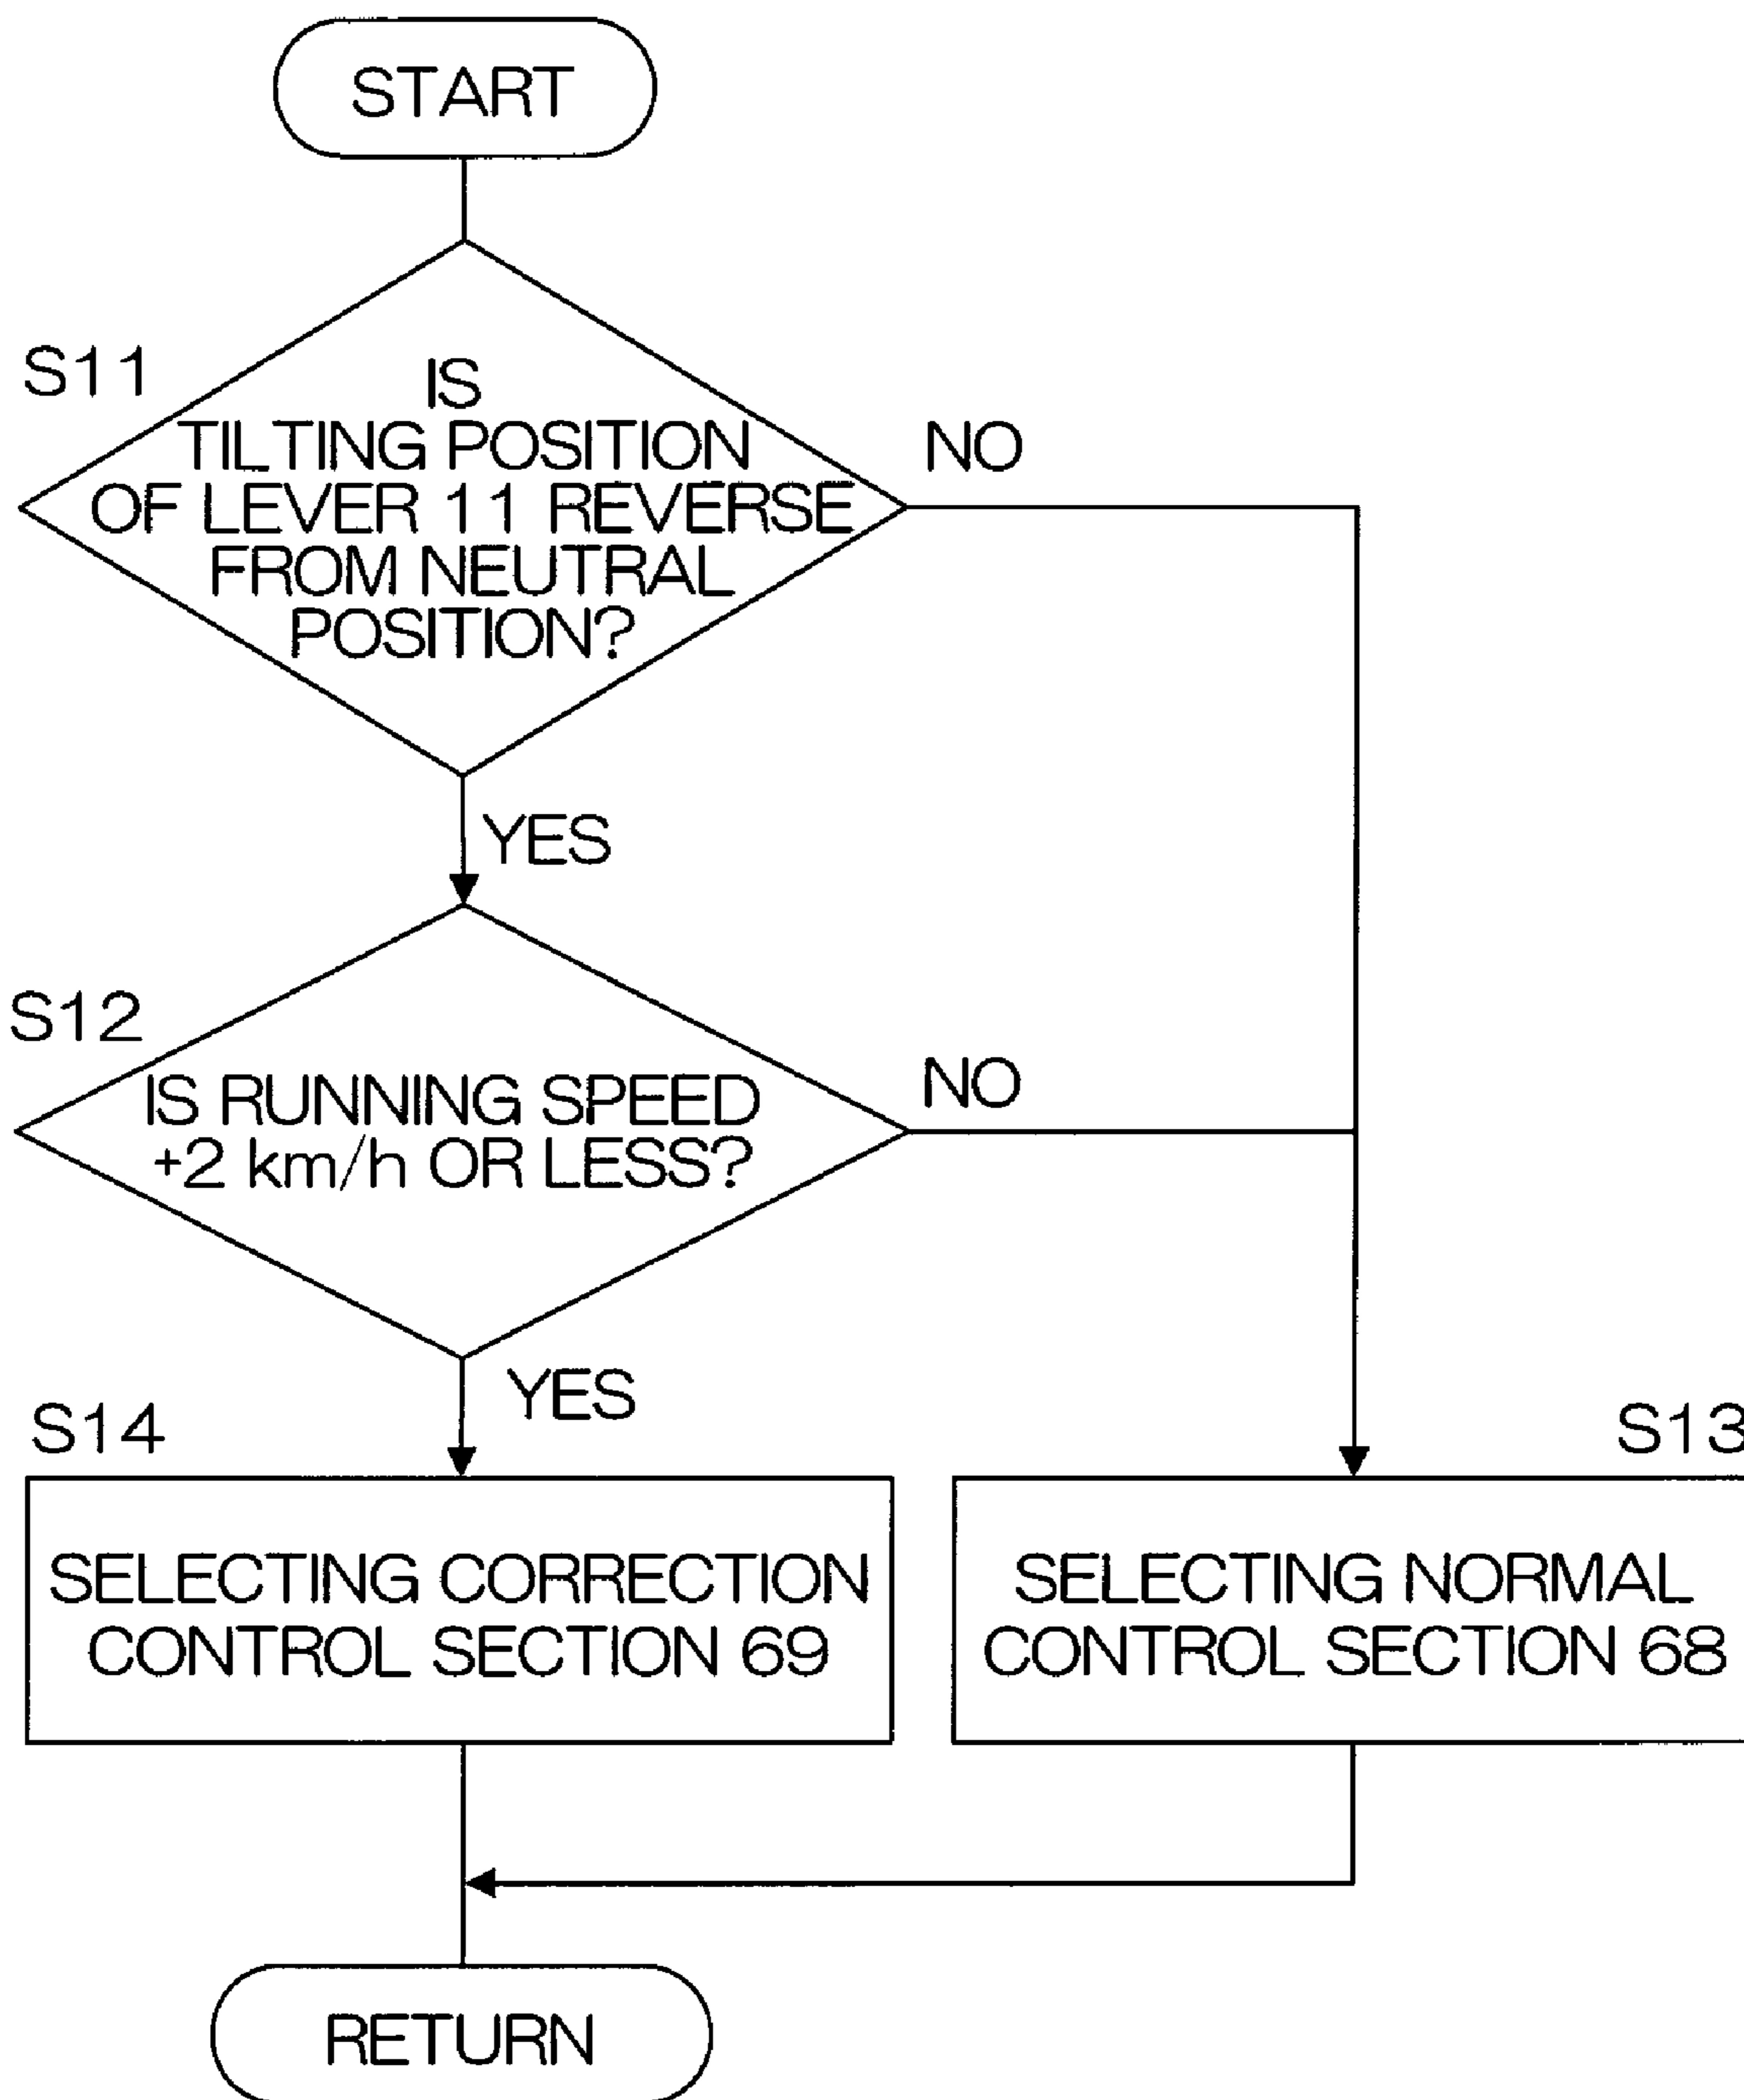 START
S11
IS
TILTING POSITION
OF LEVER 11 REVERSE
FROM NEUTRAL
POSITION?
NO
YES
S12
IS RUNNING SPEED
+2 km/h OR LESS?
NO
YES
S14
SELECTING CORRECTION
CONTROL SECTION 69
S13
SELECTING NORMAL
CONTROL SECTION 68
RETURN